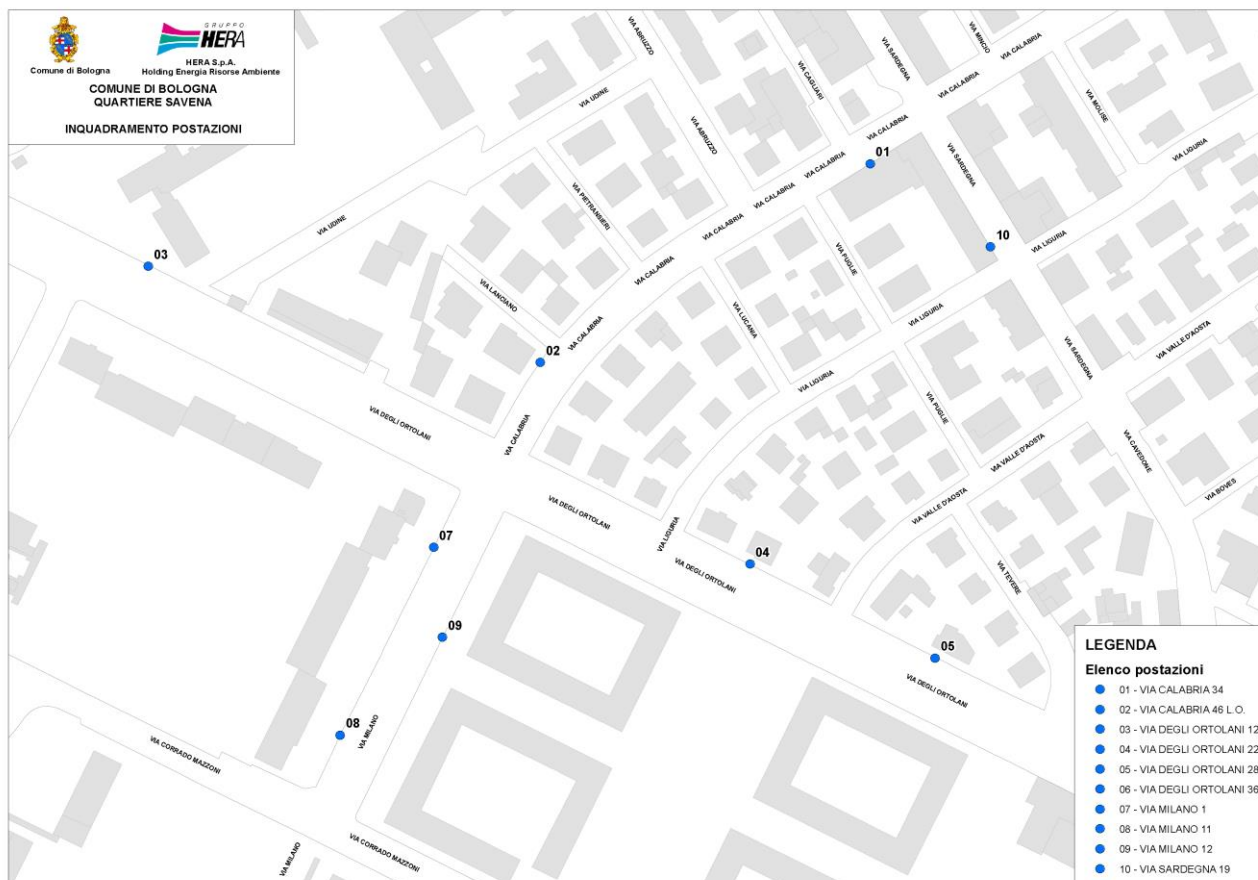 GRUPPO
HERA
Comune di Bologna
HERA S.p.A.
Holding Energia Risorse Ambiente
COMUNE DI BOLOGNA
QUARTIERE SAVENA
INQUADRAMENTO POSTAZIONI
VIA ABRUZZO
VIA SARDEGNA
VIA MINCIO
VIA CALABRIA
VIA CAGLIARI
VIA CALABRIA
VIA UDINE
VIA MOLISE
VIA ABRUZZO
VIA CALABRIA
01
VIA SARDEGNA
VIA LIGURIA
VIA CALABRIA
VIA CALABRIA
VIA PIETRANSIERI
VIA CALABRIA
VIA UDINE
10
VIA LIGURIA
03
VIA PUGLIE
VIA CALABRIA
VIA LANCIANO
VIA LUCANIA
VIA LIGURIA
VIA CALABRIA
VIA VALLE D'AOSTA
02
VIA SARDEGNA
VIA LIGURIA
VIA PUGLIE
VIA DEGLI ORTOLANI
VIA CALABRIA
VIA VALLE D'AOSTA
VIA CAVEDONE
VIA BOVES
VIA DEGLI ORTOLANI
VIA VALLE D'AOSTA
07
VIA LIGURIA
04
VIA DEGLI ORTOLANI
VIA TEVERE
09
05
VIA DEGLI ORTOLANI
08
VIA MILANO
VIA CORRADO MAZZONI
VIA CORRADO MAZZONI
VIA MILANO
LEGENDA
Elenco postazioni
01 - VIA CALABRIA 34
02 - VIA CALABRIA 46 L.O.
03 - VIA DEGLI ORTOLANI 12
04 - VIA DEGLI ORTOLANI 22
05 - VIA DEGLI ORTOLANI 28
06 - VIA DEGLI ORTOLANI 36
07 - VIA MILANO 1
08 - VIA MILANO 11
09 - VIA MILANO 12
10 - VIA SARDEGNA 19